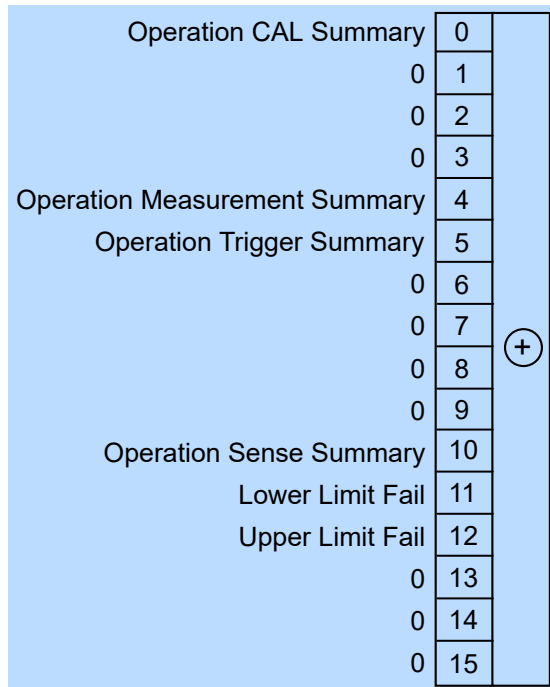 Operation CAL Summary 0
0 1
0 2
0 3
Operation Measurement Summary 4
Operation Trigger Summary 5
0 6
0 7
+
0 8
0 9
Operation Sense Summary 10
Lower Limit Fail 11
Upper Limit Fail 12
0 13
0 14
0 15